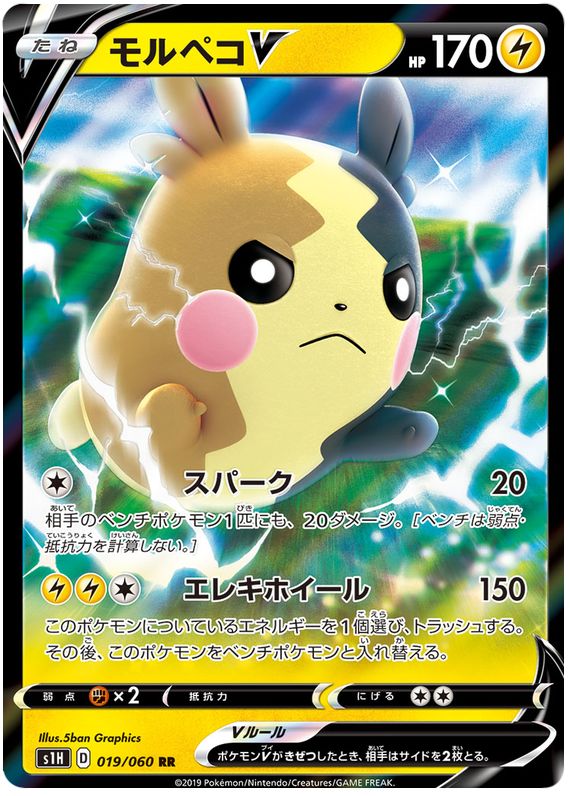 たね モルペコV HP 170
スパーク 20
相手のベンチポケモン1匹にも、20ダメージ。[ベンチは弱点・
抵抗力を計算しない。]
エレキホイール 150
このポケモンについているエネルギーを1個選び、トラッシュする。
その後、このポケモンをベンチポケモンと入れ替える。
弱点 ×2 抵抗力 にげる
Illus.5ban Graphics
Vルール
s1H D 019/060 RR
ポケモンVがきぜつしたとき、相手はサイドを2枚とる。
©2019 Pokémon/Nintendo/Creatures/GAME FREAK.